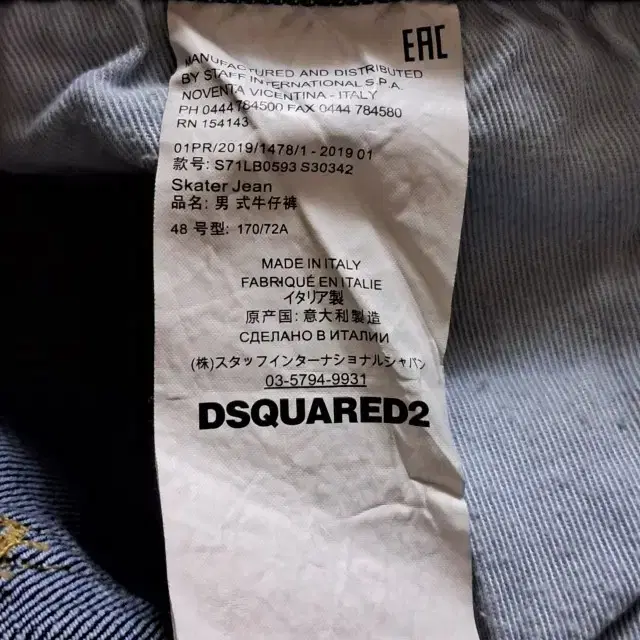 EAC
MANUFACTURED AND DISTRIBUTED
BY STAFF INTERNATIONAL S.P.A.
NOVENTA VICENTINA - ITALY
PH 0444 784500 FAX 0444 784580
RN 154143
01PR/2019/1478/1 - 2019 01
款号: S71LB0593 S30342
Skater Jean
品名: 男 式牛仔裤
48 号型: 170/72A
MADE IN ITALY
FABRIQUÉ EN ITALIE
イタリア製
原产国: 意大利製造
СДЕЛАНО В ИТАЛИИ
(株)スタッフインターナショナルジャパン
03-5794-9931
DSQUARED2